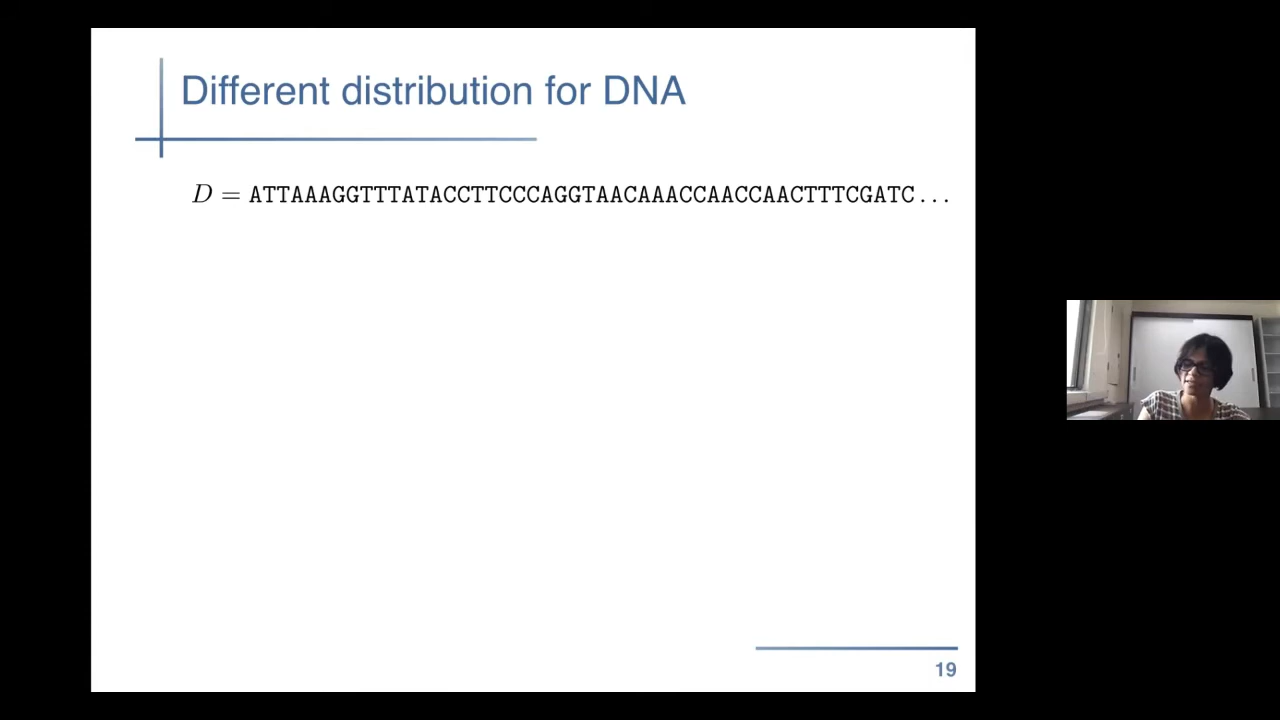 Different distribution for DNA
D = ATTAAAGGTTTATACCTTCCCAGGTAACAAACCAACCAACTTTCGATC...
19